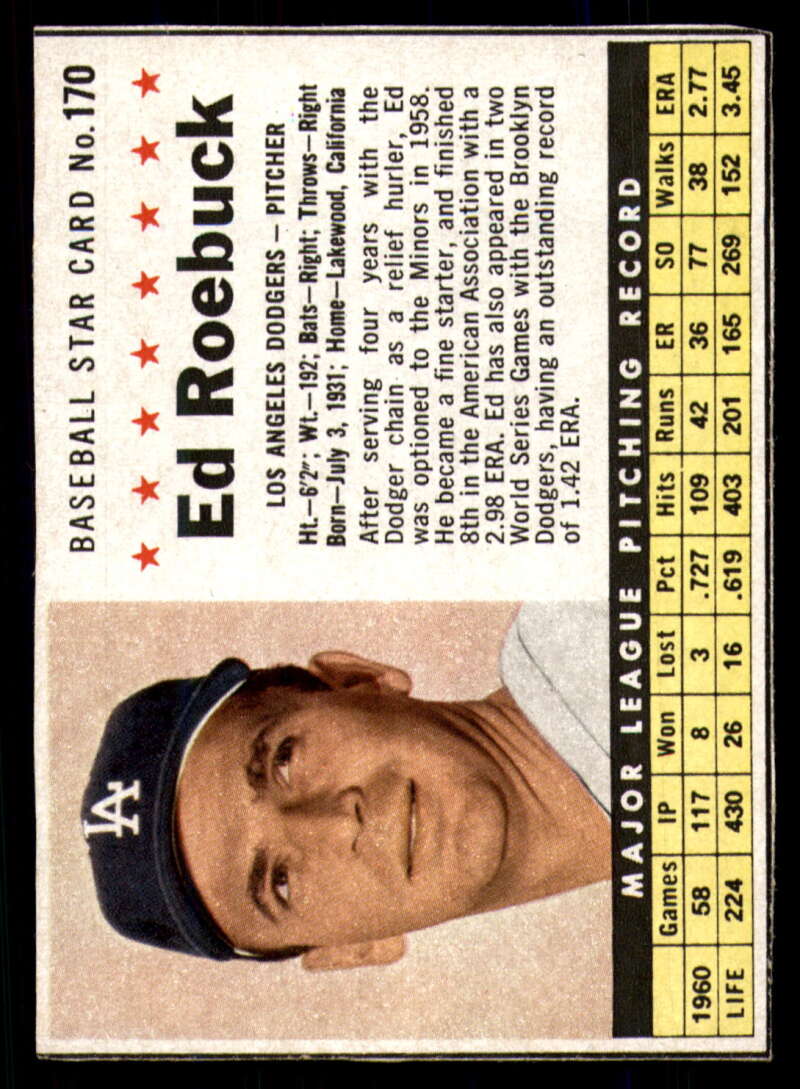 BASEBALL STAR CARD No. 170
Ed Roebuck
LOS ANGELES DODGERS — PITCHER
Ht.—6'2"; Wt.—192; Bats—Right; Throws—Right
Born—July 3, 1931; Home—Lakewood, California
After serving four years with the
Dodger chain as a relief hurler, Ed
was optioned to the Minors in 1958.
He became a fine starter, and finished
8th in the American Association with a
2.98 ERA. Ed has also appeared in two
World Series Games with the Brooklyn
Dodgers, having an outstanding record
of 1.42 ERA.
LA
MAJOR LEAGUE PITCHING RECORD
Games IP Won Lost Pct Hits Runs ER SO Walks ERA
1960 58 117 8 3 .727 109 42 36 77 38 2.77
LIFE 224 430 26 16 .619 403 201 165 269 152 3.45